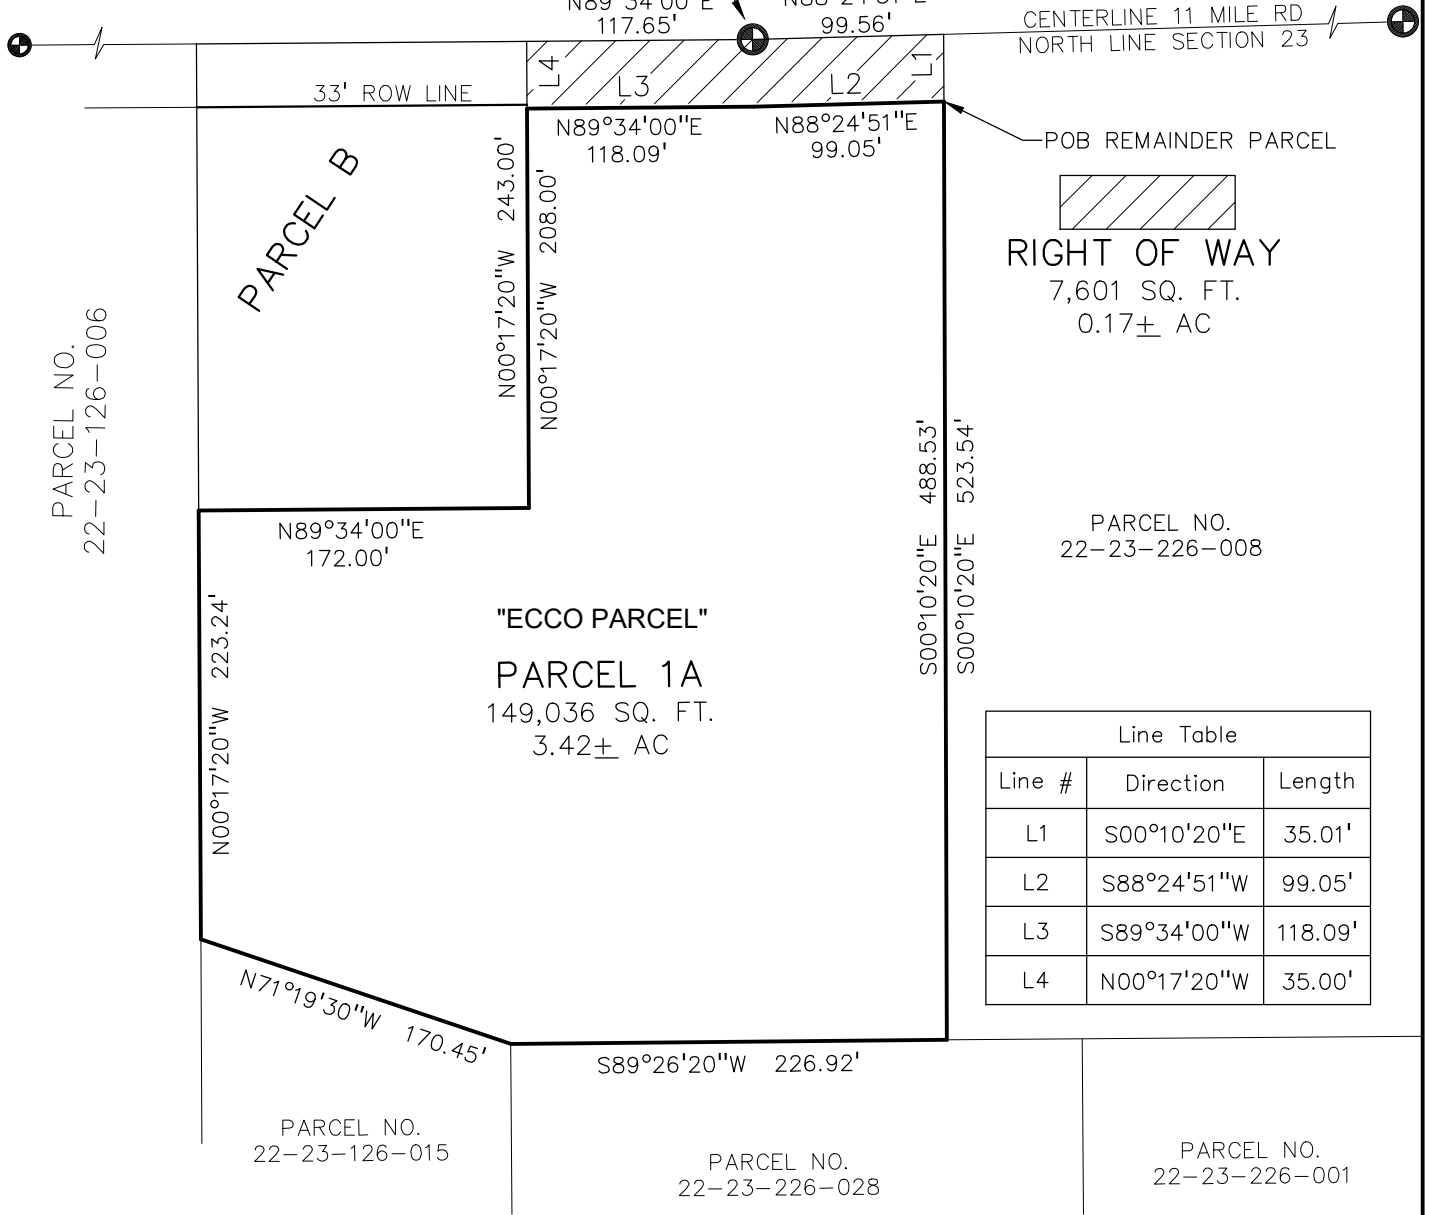 N89°34'00"E
117.65'
N88°24'51"E
99.56'
CENTERLINE 11 MILE RD
NORTH LINE SECTION 23
L4
L3
L2
L1
33' ROW LINE
N89°34'00"E
118.09'
N88°24'51"E
99.05'
POB REMAINDER PARCEL
PARCEL B
N00°17'20"W 243.00'
N00°17'20"W 208.00'
RIGHT OF WAY
7,601 SQ. FT.
0.17± AC
PARCEL NO.
22-23-126-006
S00°10'20"E 488.53'
S00°10'20"E 523.54'
PARCEL NO.
22-23-226-008
N89°34'00"E
172.00'
N00°17'20"W 223.24'
"ECCO PARCEL"
PARCEL 1A
149,036 SQ. FT.
3.42± AC
Line Table
Line # Direction Length
L1 S00°10'20"E 35.01'
L2 S88°24'51"W 99.05'
L3 S89°34'00"W 118.09'
L4 N00°17'20"W 35.00'
N71°19'30"W 170.45'
S89°26'20"W 226.92'
PARCEL NO.
22-23-126-015
PARCEL NO.
22-23-226-028
PARCEL NO.
22-23-226-001